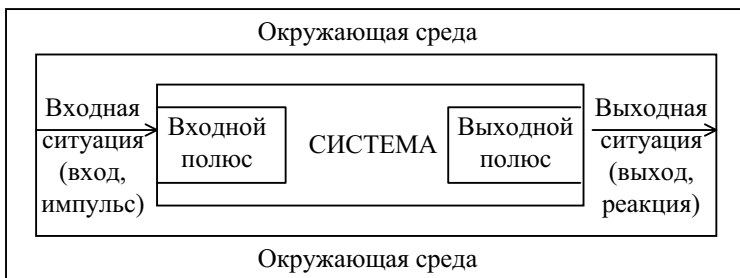 Окружающая среда
Входная
ситуация
(вход,
импульс)
Входной
полюс
СИСТЕМА
Выходной
полюс
Выходная
ситуация
(выход,
реакция)
Окружающая среда